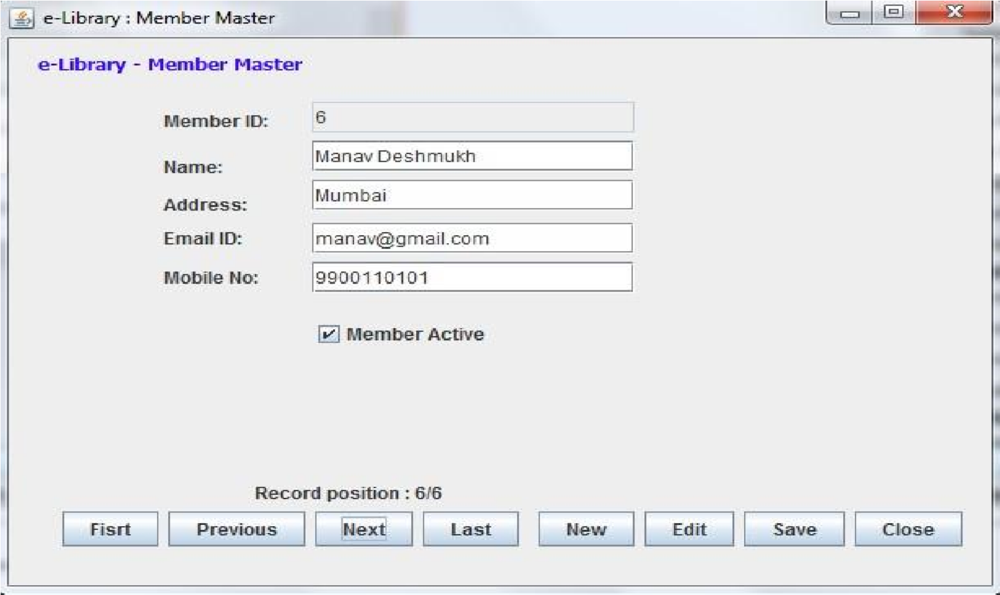 e-Library : Member Master
e-Library - Member Master
Member ID: 6
Name: Manav Deshmukh
Address: Mumbai
Email ID: manav@gmail.com
Mobile No: 9900110101
Member Active
Record position : 6/6
Fisrt Previous Next Last New Edit Save Close